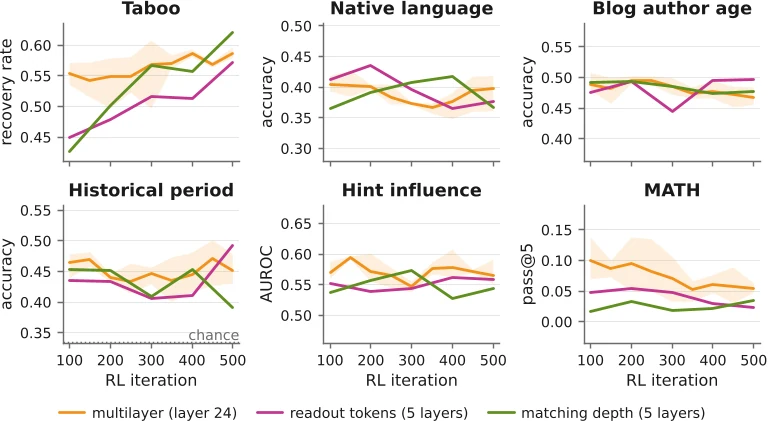 Taboo
Native language
Blog author age
recovery rate
0.60
0.55
0.50
0.45
accuracy
0.50
0.45
0.40
0.35
0.30
accuracy
0.55
0.50
0.45
0.40
Historical period
Hint influence
MATH
accuracy
0.55
0.50
0.45
0.40
0.35
chance
100 200 300 400 500
RL iteration
AUROC
0.65
0.60
0.55
0.50
100 200 300 400 500
RL iteration
pass@5
0.15
0.10
0.05
0.00
100 200 300 400 500
RL iteration
multilayer (layer 24)
readout tokens (5 layers)
matching depth (5 layers)